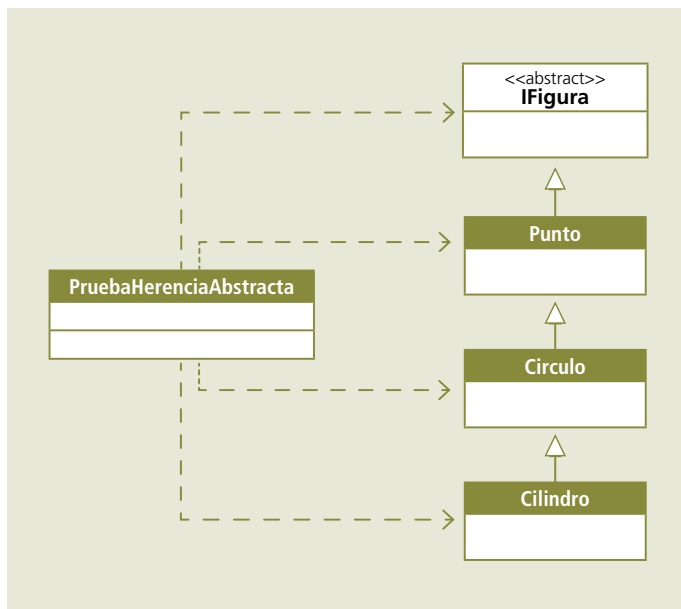 <<abstract>>
IFigura
Punto
PruebaHerenciaAbstracta
Circulo
Cilindro